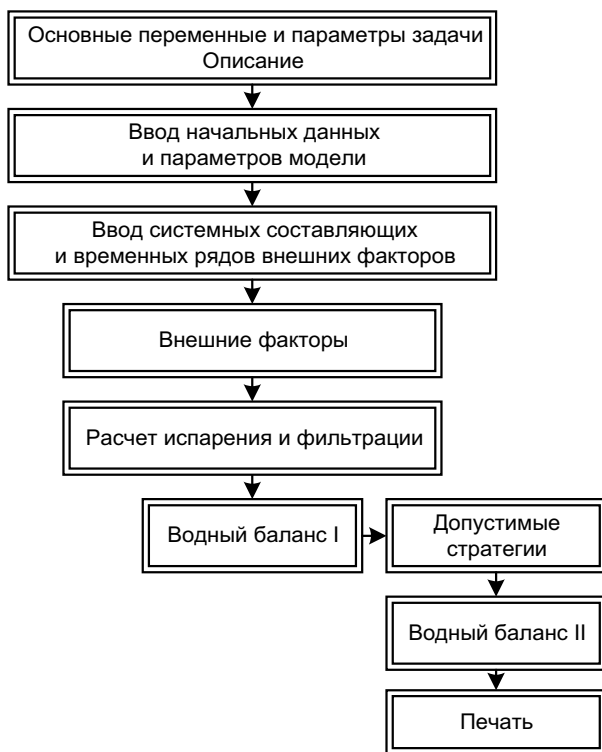 Основные переменные и параметры задачи
Описание
Ввод начальных данных
и параметров модели
Ввод системных составляющих
и временных рядов внешних факторов
Внешние факторы
Расчет испарения и фильтрации
Водный баланс I
Допустимые
стратегии
Водный баланс II
Печать